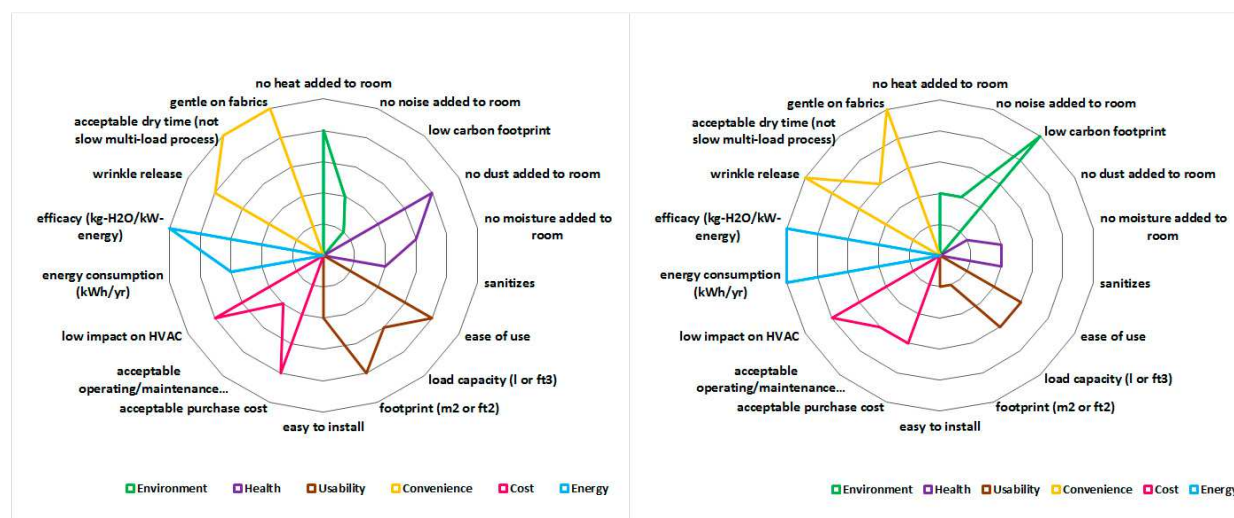 no heat added to room
gentle on fabrics
no noise added to room
acceptable dry time (not
slow multi-load process)
low carbon footprint
wrinkle release
no dust added to room
efficacy (kg-H2O/kW-
energy)
no moisture added to
room
energy consumption
(kWh/yr)
sanitizes
low impact on HVAC
ease of use
acceptable
operating/maintenance...
load capacity (l or ft3)
acceptable purchase cost
footprint (m2 or ft2)
easy to install
Environment Health Usability Convenience Cost Energy
no heat added to room
gentle on fabrics
no noise added to room
acceptable dry time (not
slow multi-load process)
low carbon footprint
wrinkle release
no dust added to room
efficacy (kg-H2O/kW-
energy)
no moisture added to
room
energy consumption
(kWh/yr)
sanitizes
low impact on HVAC
ease of use
acceptable
operating/maintenance...
load capacity (l or ft3)
acceptable purchase cost
footprint (m2 or ft2)
easy to install
Environment Health Usability Convenience Cost Energy